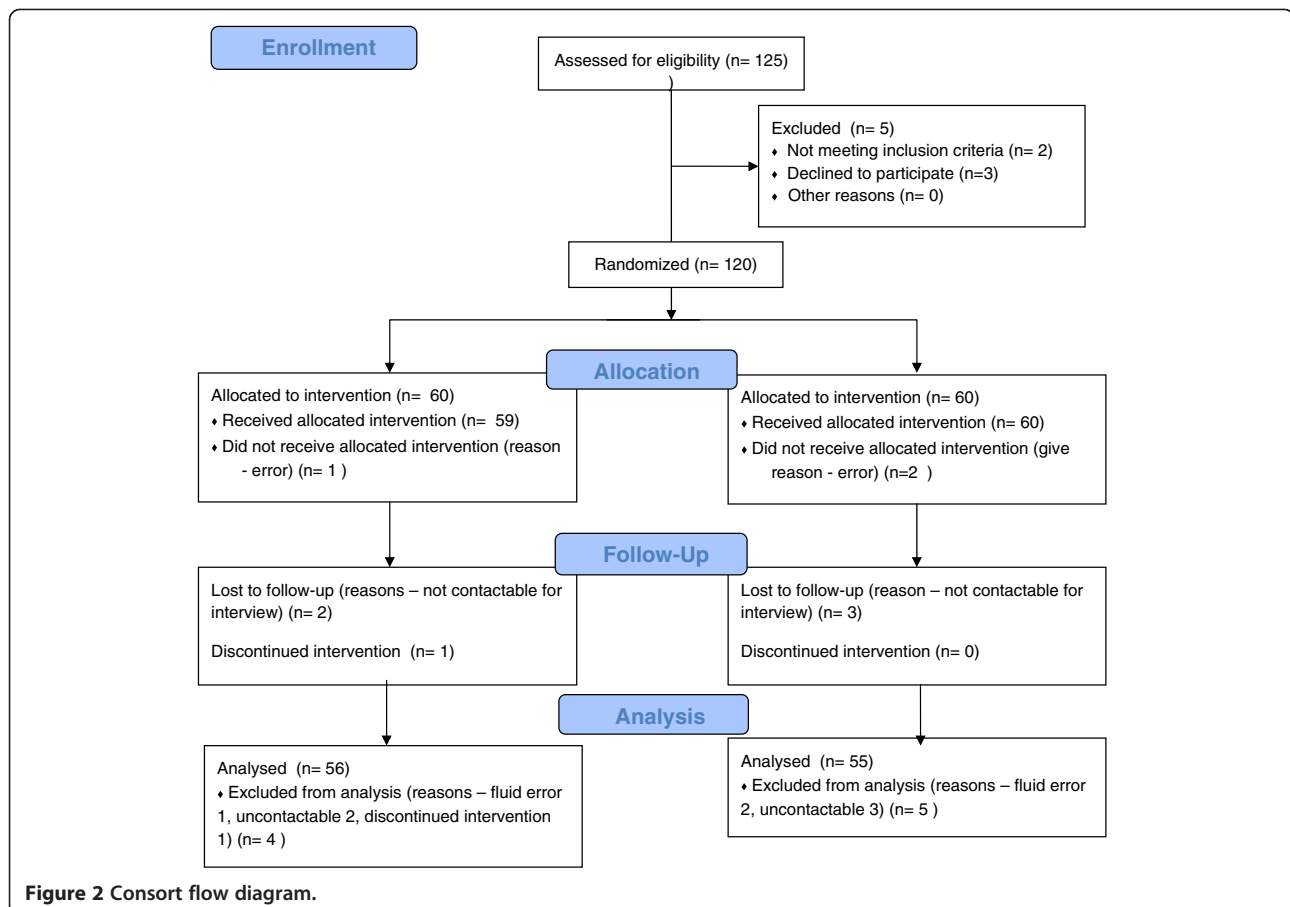 Enrollment
Assessed for eligibility (n= 125)
)
Excluded (n= 5)
♦ Not meeting inclusion criteria (n= 2)
♦ Declined to participate (n=3)
♦ Other reasons (n= 0)
Randomized (n= 120)
Allocation
Allocated to intervention (n= 60)
♦ Received allocated intervention (n= 59)
♦ Did not receive allocated intervention (reason
- error) (n= 1 )
Allocated to intervention (n= 60)
♦ Received allocated intervention (n= 60)
♦ Did not receive allocated intervention (give
reason - error) (n=2 )
Follow-Up
Lost to follow-up (reasons – not contactable for
interview) (n= 2)
Discontinued intervention (n= 1)
Lost to follow-up (reason – not contactable for
interview) (n= 3)
Discontinued intervention (n= 0)
Analysis
Analysed (n= 56)
♦ Excluded from analysis (reasons – fluid error
1, uncontactable 2, discontinued intervention
1) (n= 4 )
Analysed (n= 55)
♦ Excluded from analysis (reasons – fluid error
2, uncontactable 3) (n= 5 )
Figure 2 Consort flow diagram.